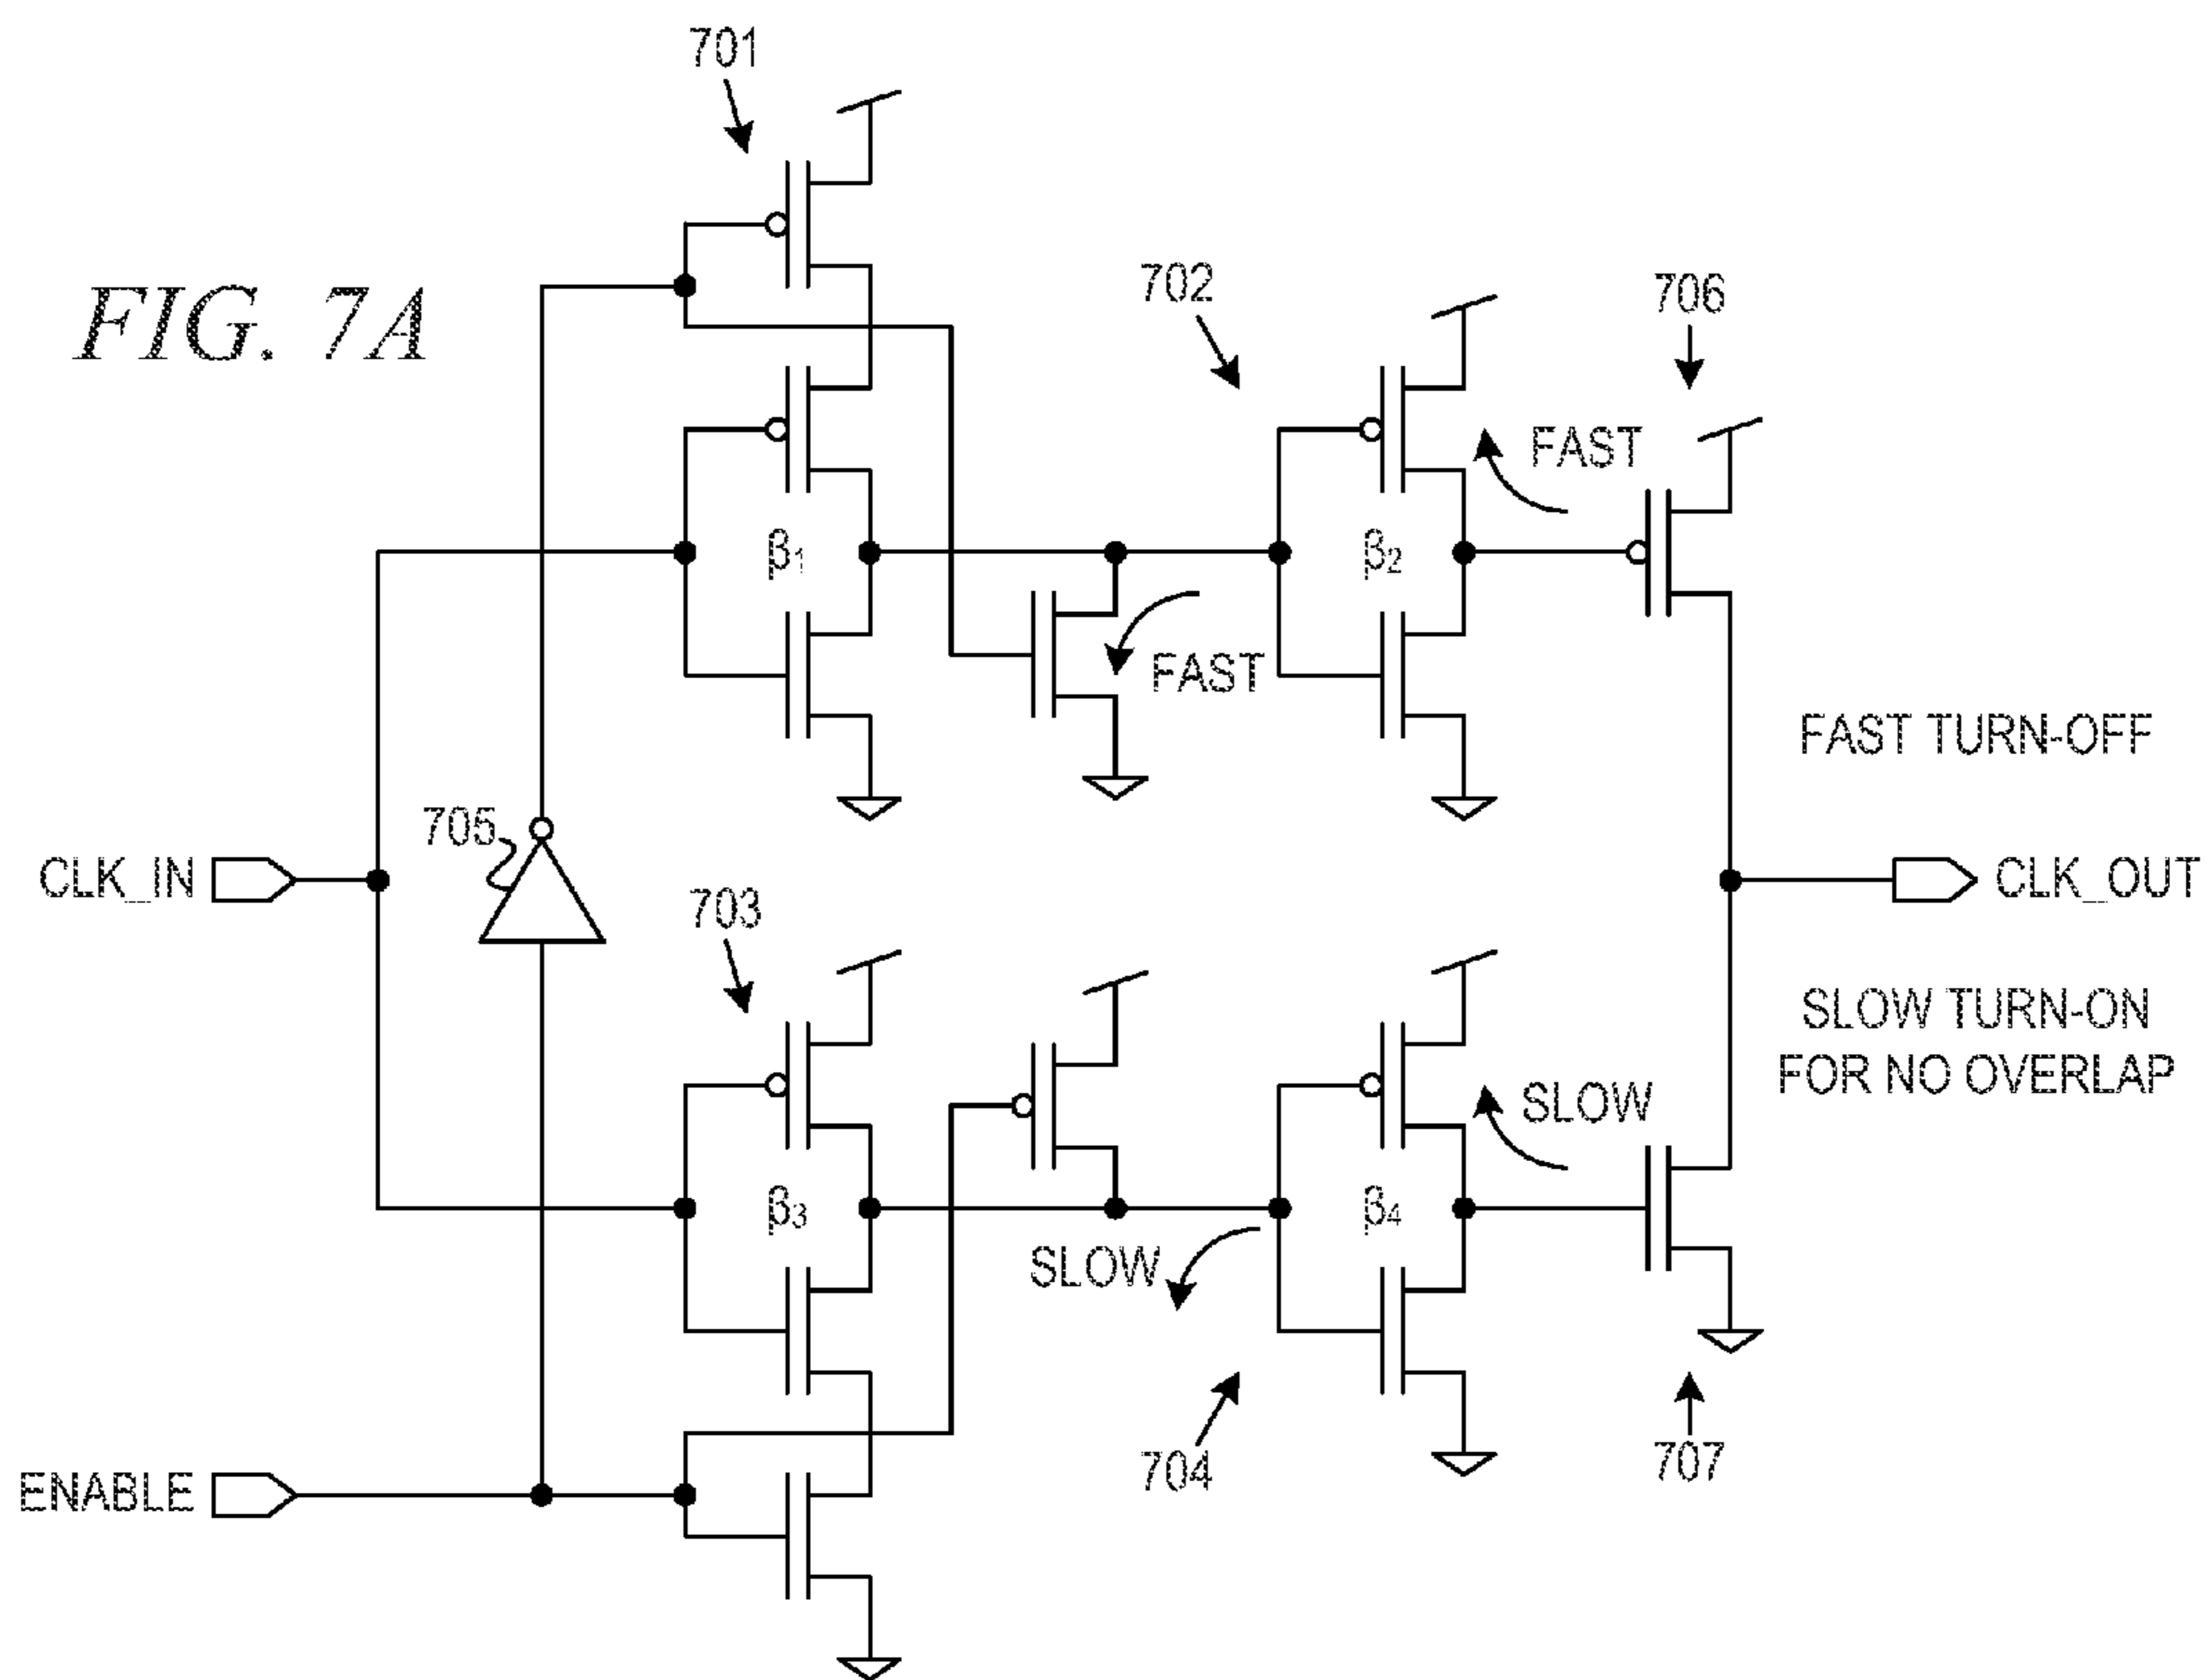 701
FIG. 7A
702
706
FAST
β1
β2
FAST
FAST TURN-OFF
705
CLK_IN
CLK_OUT
703
SLOW TURN-ON
FOR NO OVERLAP
SLOW
β3
β4
SLOW
704
707
ENABLE